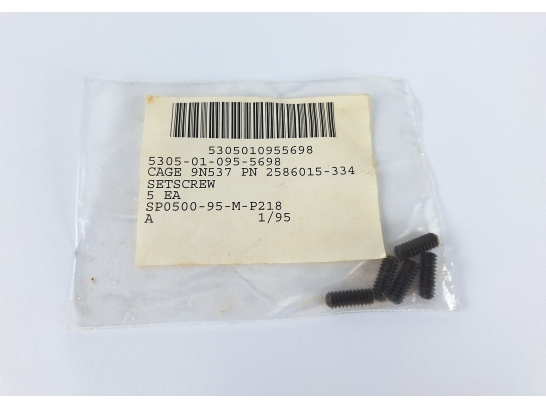 5305010955698
5305-01-095-5698
CAGE 9N537 PN 2586015-334
SETSCREW
5 EA
SP0500-95-M-P218
A 1/95